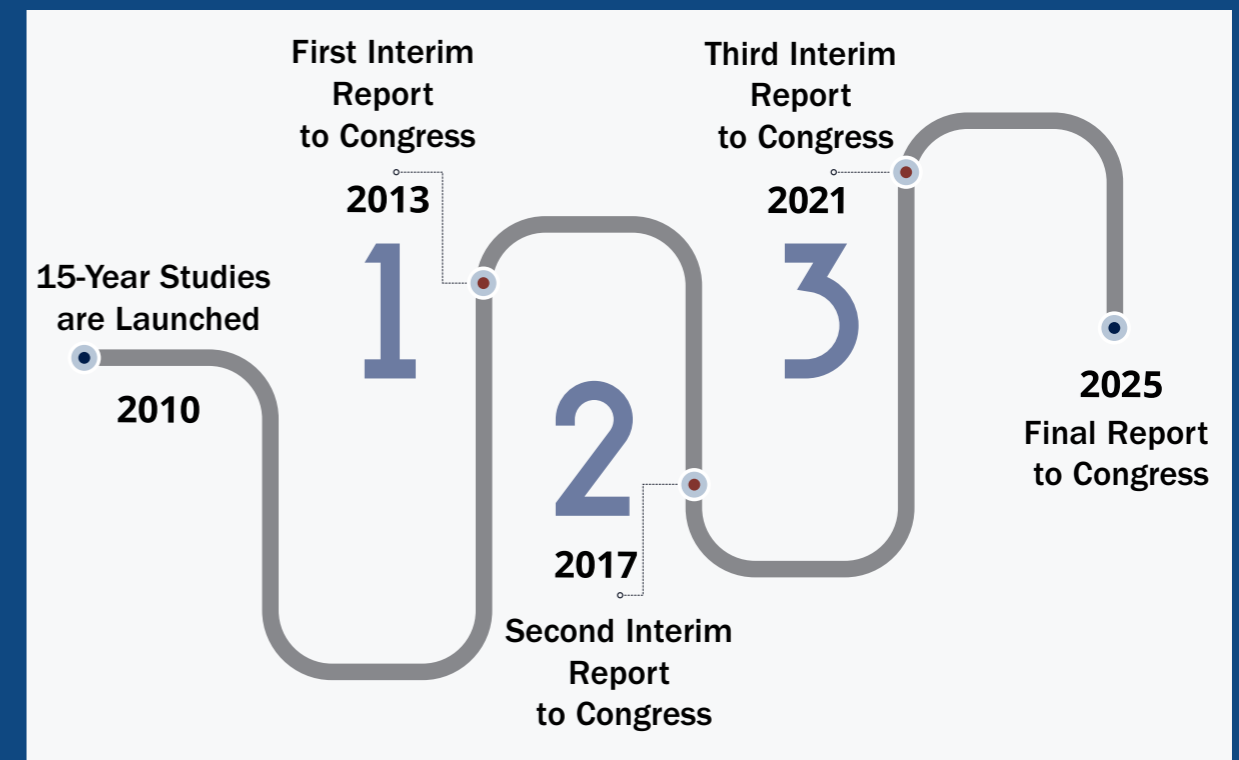 15-Year Studies
are Launched
2010
First Interim
Report
to Congress
2013
1
2
2017
Second Interim
Report
to Congress
Third Interim
Report
to Congress
2021
3
2025
Final Report
to Congress